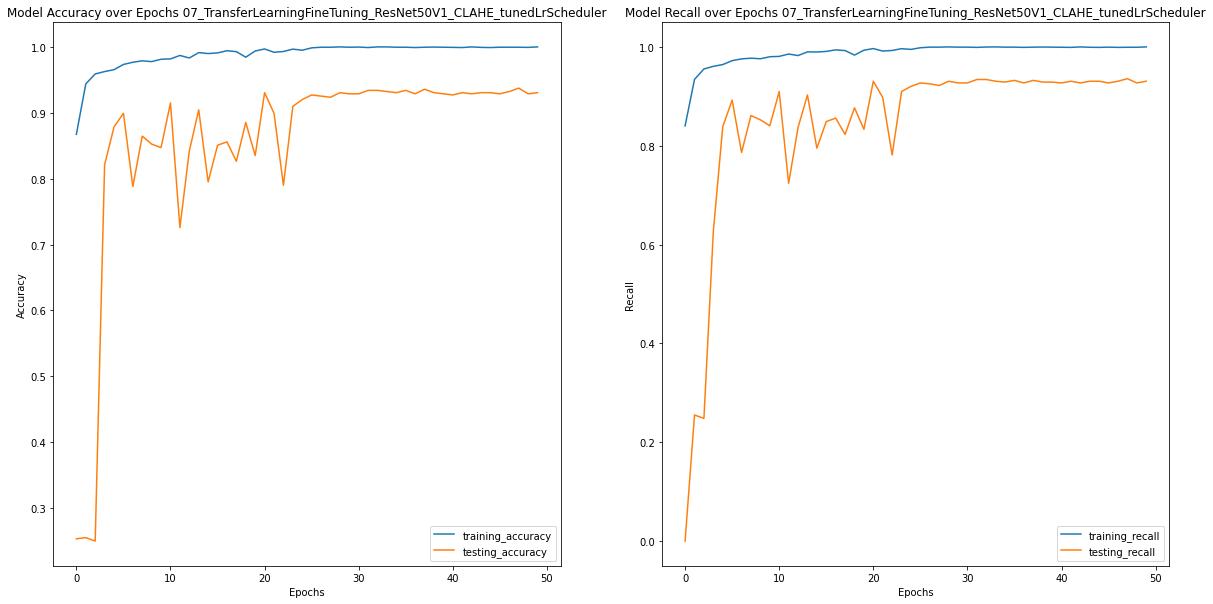 Model Accuracy over Epochs 07_TransferLearningFineTuning_ResNet50V1_CLAHE_tunedLrScheduler
1.0
0.9
0.8
0.7
0.6
0.5
0.4
0.3
Accuracy
0 10 20 30 40 50
Epochs
training_accuracy
testing_accuracy
Model Recall over Epochs 07_TransferLearningFineTuning_ResNet50V1_CLAHE_tunedLrScheduler
1.0
0.8
0.6
0.4
0.2
0.0
Recall
0 10 20 30 40 50
Epochs
training_recall
testing_recall